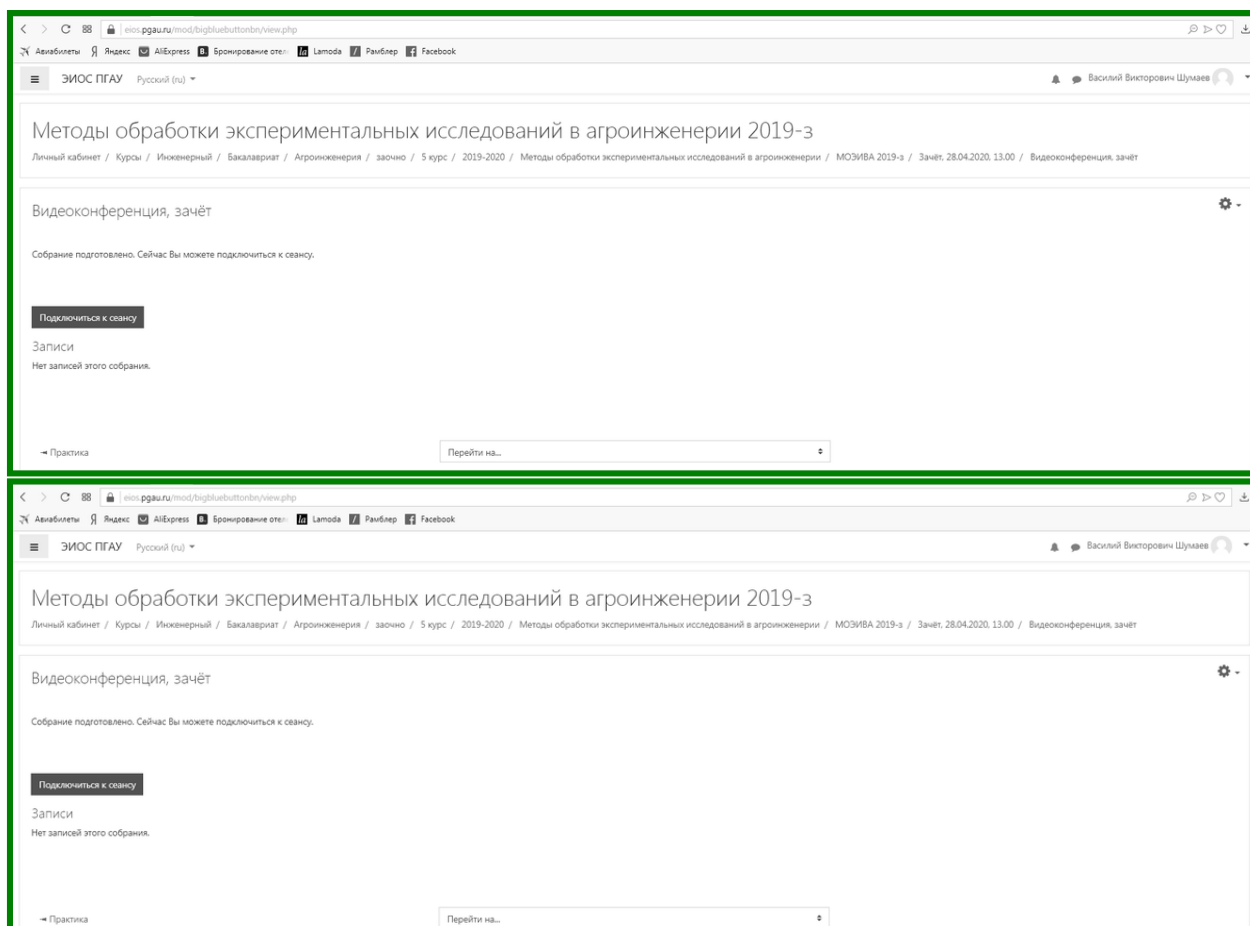 eios.pgau.ru/mod/bigbluebuttonbn/view.php
Авиабилеты Яндекс AliExpress Бронирование отел Lamoda Рамблер Facebook
ЭИОС ПГАУ Русский (ru) Василий Викторович Шумаев
Методы обработки экспериментальных исследований в агроинженерии 2019-з
Личный кабинет / Курсы / Инженерный / Бакалавриат / Агроинженерия / заочно / 5 курс / 2019-2020 / Методы обработки экспериментальных исследований в агроинженерии / МОЭИВА 2019-з / Зачёт, 28.04.2020, 13.00 / Видеоконференция, зачёт
Видеоконференция, зачёт
Собрание подготовлено. Сейчас Вы можете подключиться к сеансу.
Подключиться к сеансу
Записи
Нет записей этого собрания.
◄ Практика Перейти на...
eios.pgau.ru/mod/bigbluebuttonbn/view.php
Авиабилеты Яндекс AliExpress Бронирование отел Lamoda Рамблер Facebook
ЭИОС ПГАУ Русский (ru) Василий Викторович Шумаев
Методы обработки экспериментальных исследований в агроинженерии 2019-з
Личный кабинет / Курсы / Инженерный / Бакалавриат / Агроинженерия / заочно / 5 курс / 2019-2020 / Методы обработки экспериментальных исследований в агроинженерии / МОЭИВА 2019-з / Зачёт, 28.04.2020, 13.00 / Видеоконференция, зачёт
Видеоконференция, зачёт
Собрание подготовлено. Сейчас Вы можете подключиться к сеансу.
Подключиться к сеансу
Записи
Нет записей этого собрания.
◄ Практика Перейти на...